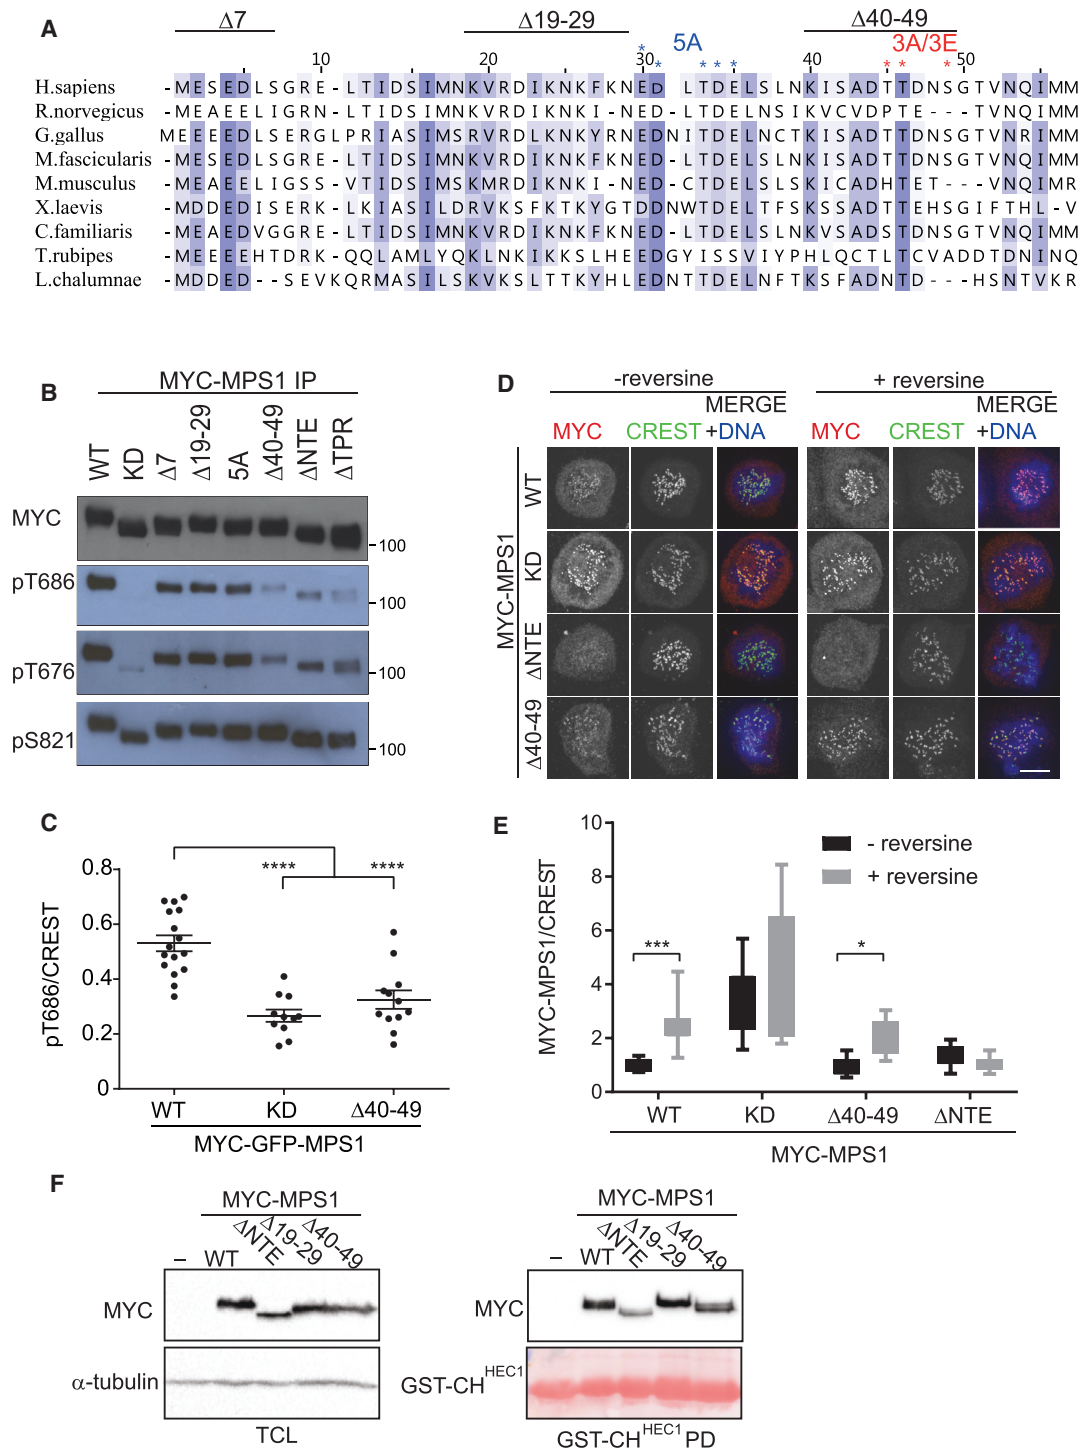 A
Δ7
Δ19-29
Δ40-49
5A
3A/3E
10 20 30 40 50
* * * * *
* * *
H.sapiens -MESEDLSGRE-LTIDSIMNKVRDIKNKFKNED-LTDELSLNKISADTTDNSGTVNQIMM
R.norvegicus -MEAEELIGRN-LTIDSIMNKVRDIKNKFKNED-LTDELSLNSIKVCVDPTE---VNQIMM
G.gallus MEEEEDLSERGLPRIASIMSRVRDLKNKYRNEDNITDELNCTKISADTTDNSGTVNRIMM
M.fascicularis -MESEDLSGRE-LTIDSIMNKVRDIKNKFKNED-LTDELSLNKISADTTDNSGTVNQIMM
M.musculus -MEAEELIGSS-VTIDSIMSKMRDIKNKI-NED-CTDELSLSKICADHTET---VNQIMR
X.laevis -MDDEDISERK-LKIASILDRVKSFKTKYGTDDNWTDELTFSKSADTTEHSGIFTHL-V
C.familiaris -MEAEDVGGRE-LTIDSIMNKVRDIKNKFKNED-LTDELSLNKVSADSTDNSGTVNQIMM
T.rubipes -MEEEEHTDRK-QQLAMLYQKLNKIKKSLHEEDGYISSVIYPHLQCTLTCVADDTDNINQ
L.chalumnae -MDDED--SEVKQRMASILSKVKSLTTKYHLEDNTDELNFTKSFADNTD---HSNTVKR
B
MYC-MPS1 IP
WT KD Δ7 Δ19-29 5A Δ40-49 ΔNTE ΔTPR
MYC
100
pT686
100
pT676
100
pS821
100
D
-reversine + reversine
MERGE MERGE
MYC CREST +DNA MYC CREST +DNA
MYC-MPS1
WT
KD
ΔNTE
Δ40-49
C
pT686/CREST
0.8
0.6
0.4
0.2
0
**** ****
WT KD Δ40-49
MYC-GFP-MPS1
E
MYC-MPS1/CREST
10
8
6
4
2
0
- reversine
+ reversine
*** *
WT KD Δ40-49 ΔNTE
MYC-MPS1
F
MYC-MPS1
– WT ΔNTE Δ19-29 Δ40-49
MYC
α-tubulin
TCL
MYC-MPS1
– WT ΔNTE Δ19-29 Δ40-49
MYC
GST-CH HEC1
GST-CH HEC1 PD